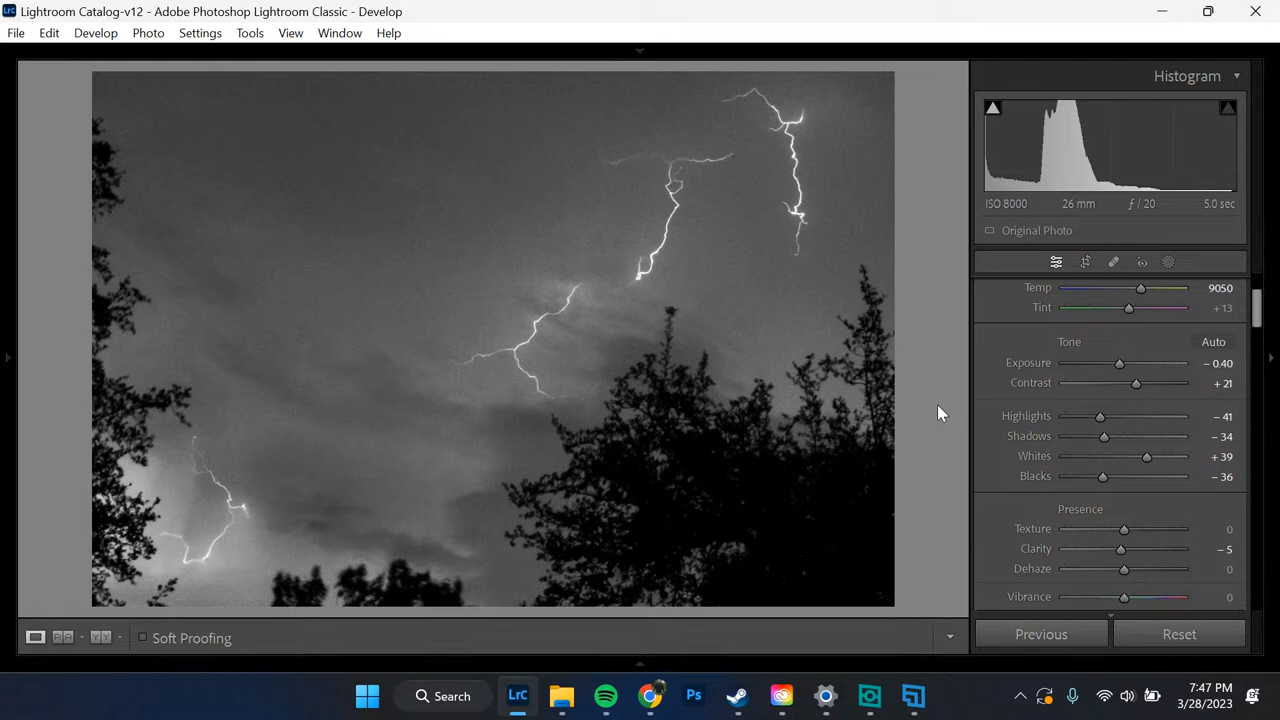 Lightroom Catalog-v12 - Adobe Photoshop Lightroom Classic - Develop
File Edit Develop Photo Settings Tools View Window Help
Histogram
ISO 8000 26 mm ƒ / 20 5.0 sec
Original Photo
Temp 9050
Tint + 13
Tone Auto
Exposure – 0.40
Contrast + 21
Highlights – 41
Shadows – 34
Whites + 39
Blacks – 36
Presence
Texture 0
Clarity – 5
Dehaze 0
Vibrance 0
Soft Proofing
Previous Reset
LrC
Search
LrC
Ps
7:47 PM
3/28/2023